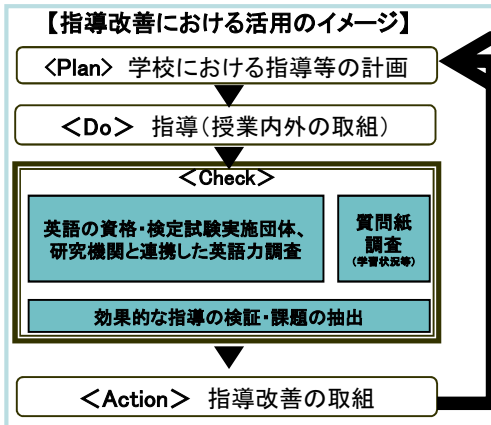 【指導改善における活用のイメージ】
<Plan> 学校における指導等の計画
<Do> 指導(授業内外の取組)
<Check>
英語の資格・検定試験実施団体、
研究機関と連携した英語力調査
質問紙
調査
(学習状況等)
効果的な指導の検証・課題の抽出
<Action> 指導改善の取組